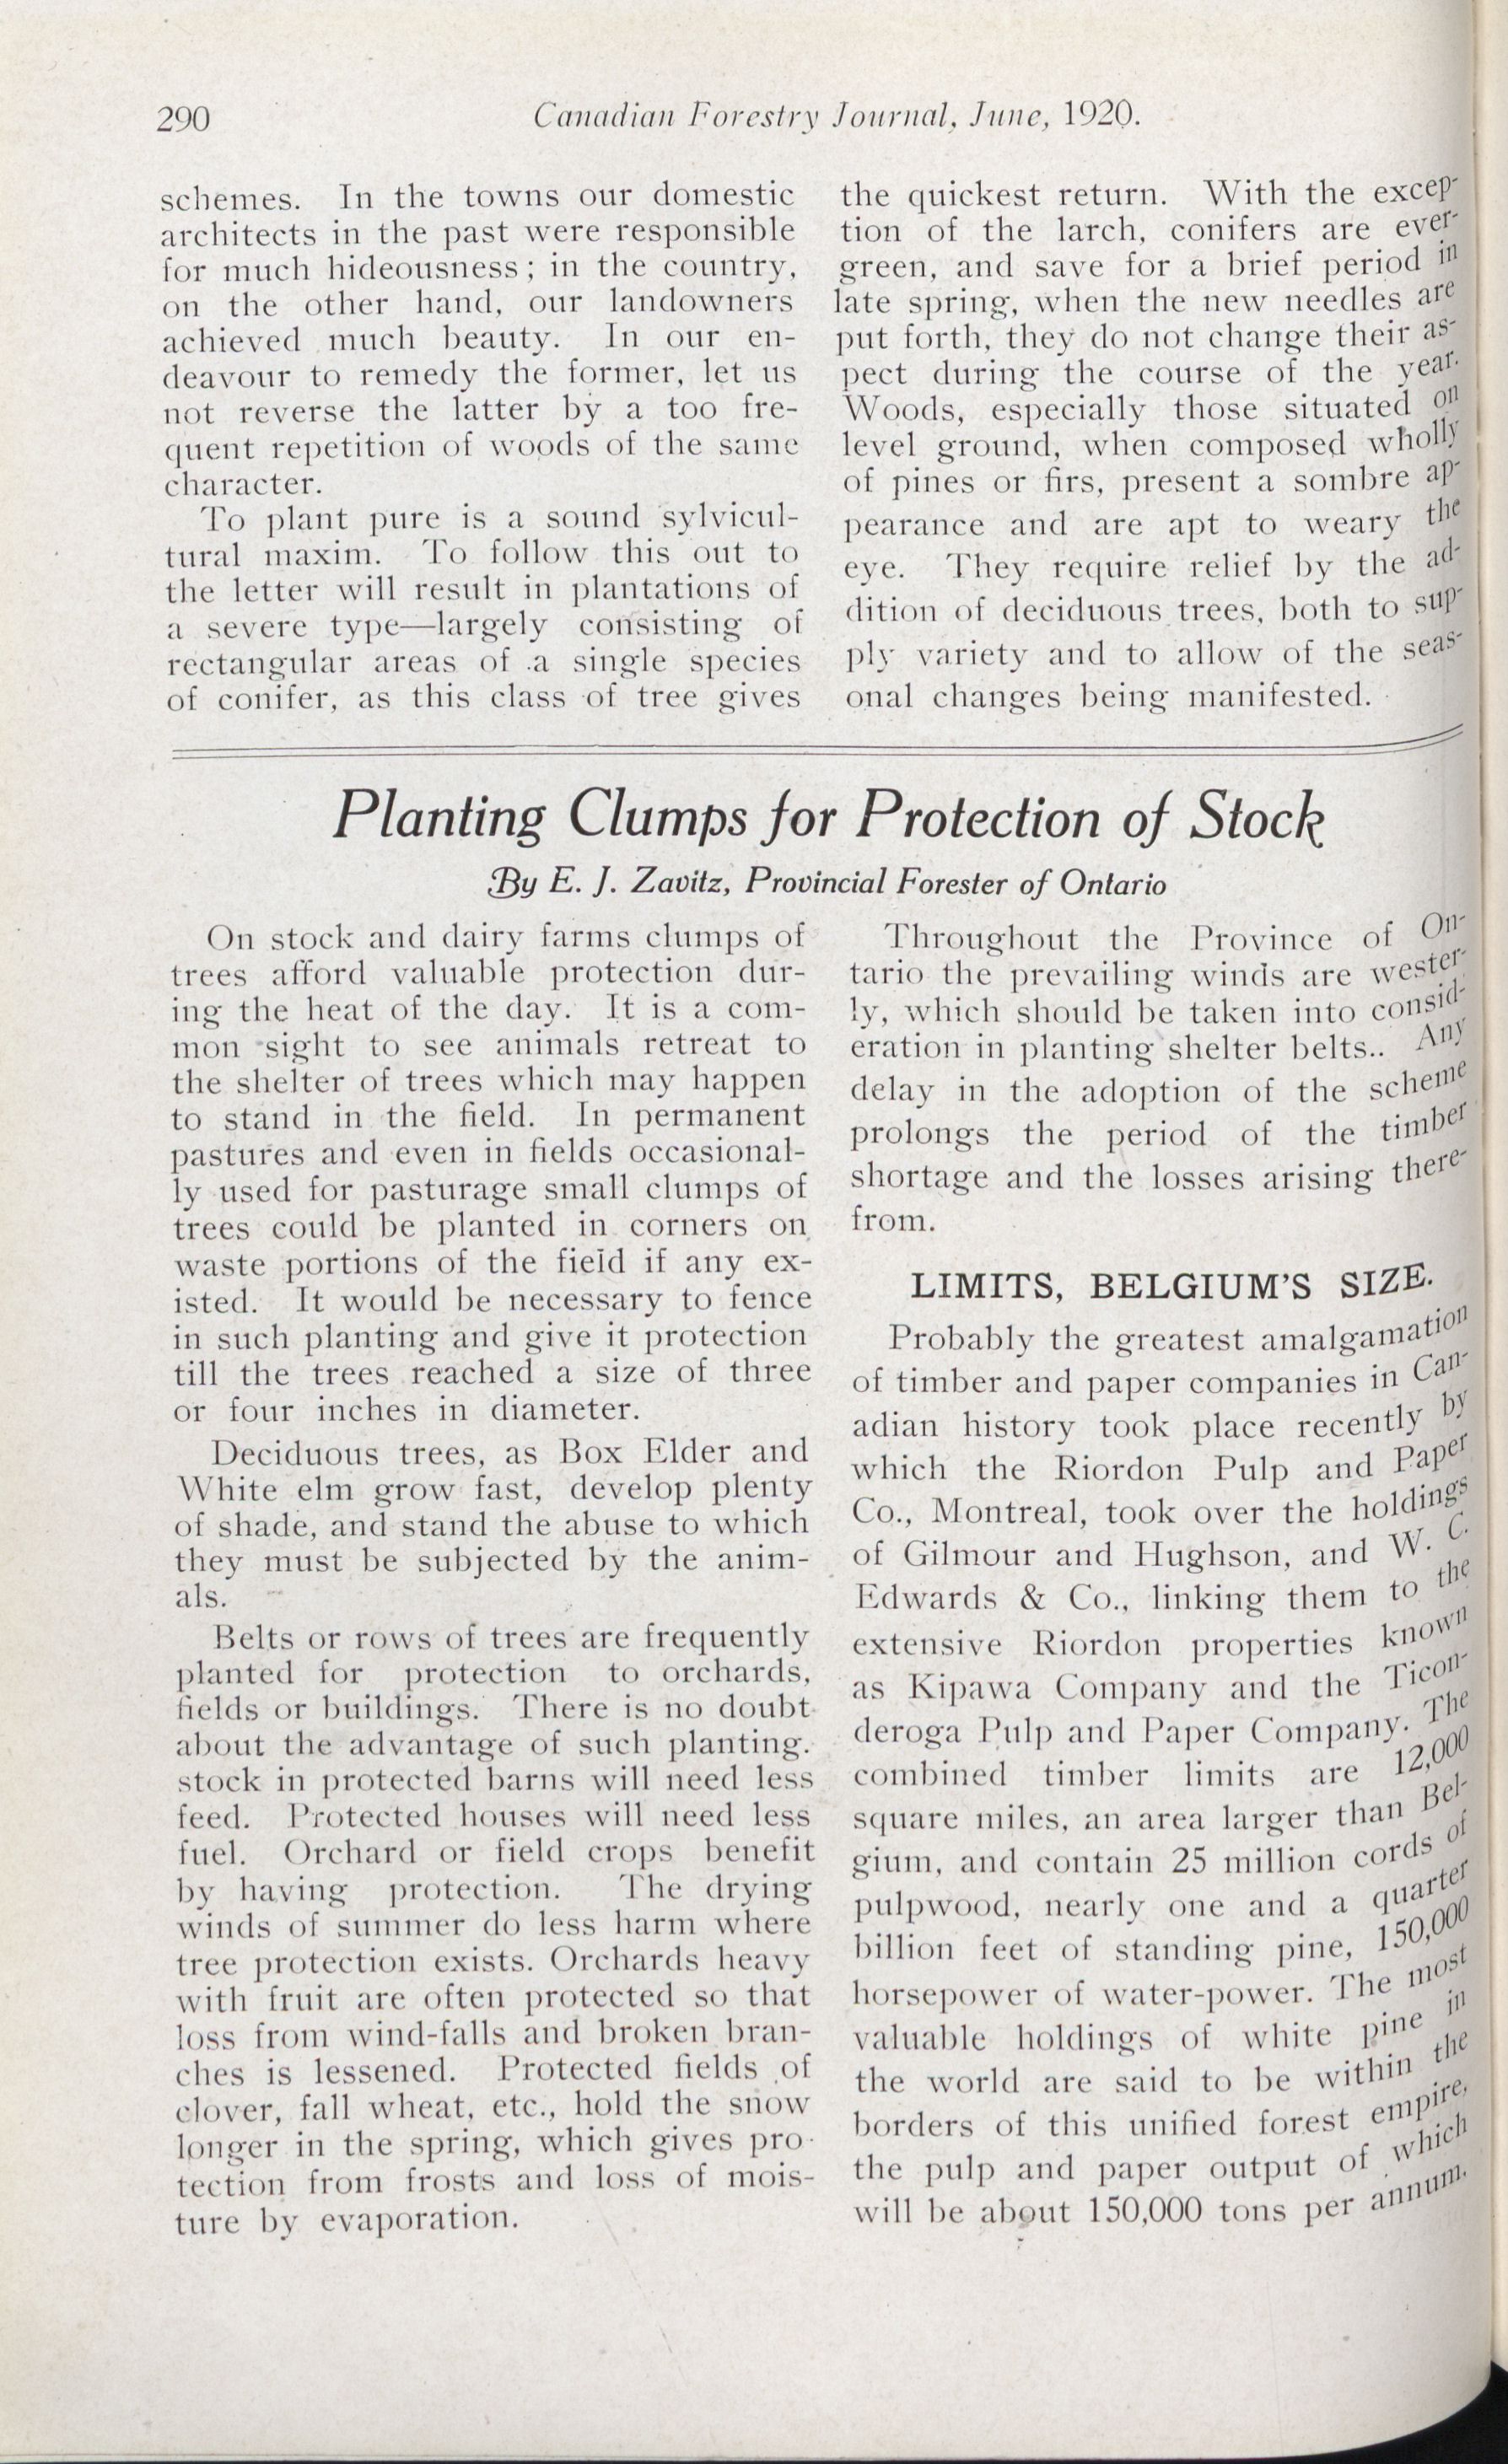 290
Canadian Forestry Journal, June, 1920.
schemes. In the towns our domestic
architects in the past were responsible
for much hideousness; in the country,
on the other hand, our landowners
achieved much beauty. In our en-
deavour to remedy the former, let us
not reverse the latter by a too fre-
quent repetition of woods of the same
character.
To plant pure is a sound sylvicul-
tural maxim. To follow this out to
the letter will result in plantations of
a severe type—largely consisting of
rectangular areas of a single species
of conifer, as this class of tree gives
the quickest return. With the excep-
tion of the larch, conifers are ever-
green, and save for a brief period in
late spring, when the new needles are
put forth, they do not change their as-
pect during the course of the year.
Woods, especially those situated on
level ground, when composed wholly
of pines or firs, present a sombre ap-
pearance and are apt to weary the
eye. They require relief by the ad-
dition of deciduous trees, both to sup-
ply variety and to allow of the seas-
onal changes being manifested.
Planting Clumps for Protection of Stock
By E. J. Zavitz, Provincial Forester of Ontario
On stock and dairy farms clumps of
trees afford valuable protection dur-
ing the heat of the day. It is a com-
mon sight to see animals retreat to
the shelter of trees which may happen
to stand in the field. In permanent
pastures and even in fields occasional-
ly used for pasturage small clumps of
trees could be planted in corners on
waste portions of the field if any ex-
isted. It would be necessary to fence
in such planting and give it protection
till the trees reached a size of three
or four inches in diameter.
Deciduous trees, as Box Elder and
White elm grow fast, develop plenty
of shade, and stand the abuse to which
they must be subjected by the anim-
als.
Belts or rows of trees are frequently
planted for protection to orchards,
fields or buildings. There is no doubt
about the advantage of such planting.
stock in protected barns will need less
feed. Protected houses will need less
fuel. Orchard or field crops benefit
by having protection. The drying
winds of summer do less harm where
tree protection exists. Orchards heavy
with fruit are often protected so that
loss from wind-falls and broken bran-
ches is lessened. Protected fields of
clover, fall wheat, etc., hold the snow
longer in the spring, which gives pro-
tection from frosts and loss of mois-
ture by evaporation.
Throughout the Province of On-
tario the prevailing winds are wester-
ly, which should be taken into consid-
eration in planting shelter belts.. Any
delay in the adoption of the scheme
prolongs the period of the timber
shortage and the losses arising there-
from.
LIMITS, BELGIUM'S SIZE.
Probably the greatest amalgamation
of timber and paper companies in Can-
adian history took place recently by
which the Riordon Pulp and Paper
Co., Montreal, took over the holdings
of Gilmour and Hughson, and W. C.
Edwards & Co., linking them to the
extensive Riordon properties known
as Kipawa Company and the Ticon-
deroga Pulp and Paper Company. The
combined timber limits are 12,000
square miles, an area larger than Bel-
gium, and contain 25 million cords of
pulpwood, nearly one and a quarter
billion feet of standing pine, 150,000
horsepower of water-power. The most
valuable holdings of white pine in
the world are said to be within the
borders of this unified forest empire,
the pulp and paper output of which
will be about 150,000 tons per annum.